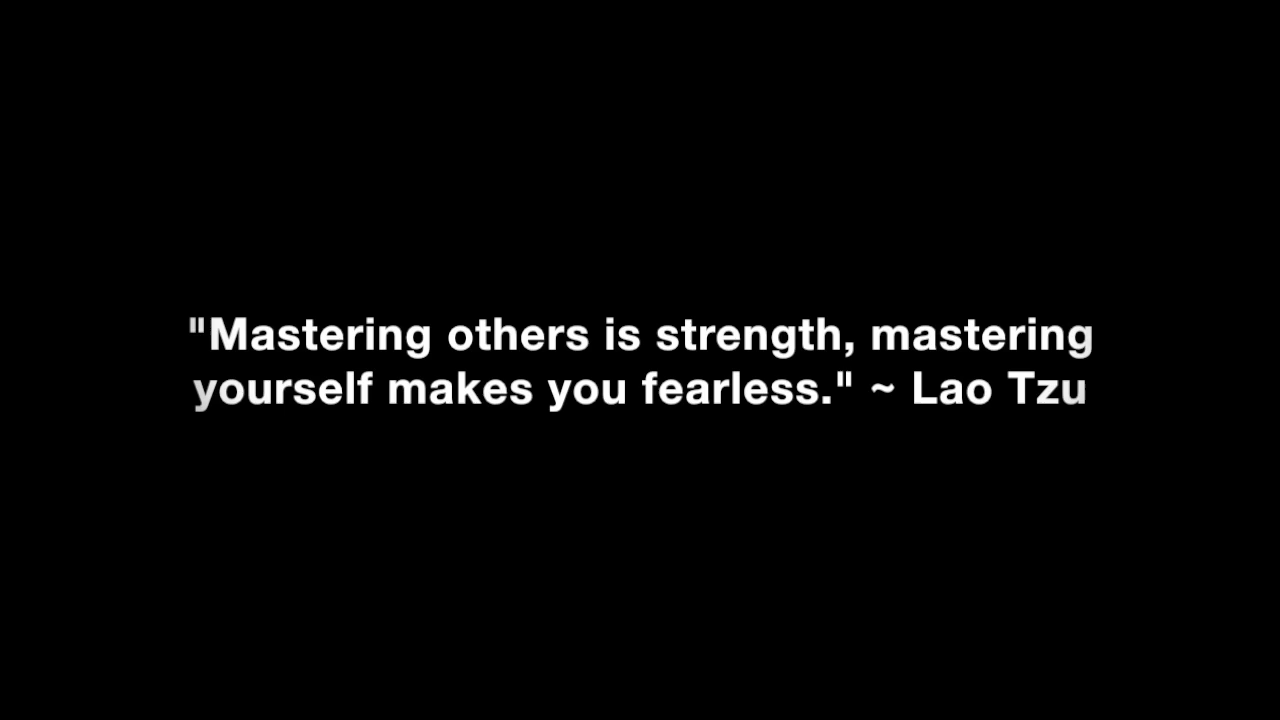 "Mastering others is strength, mastering
yourself makes you fearless." ~ Lao Tzu